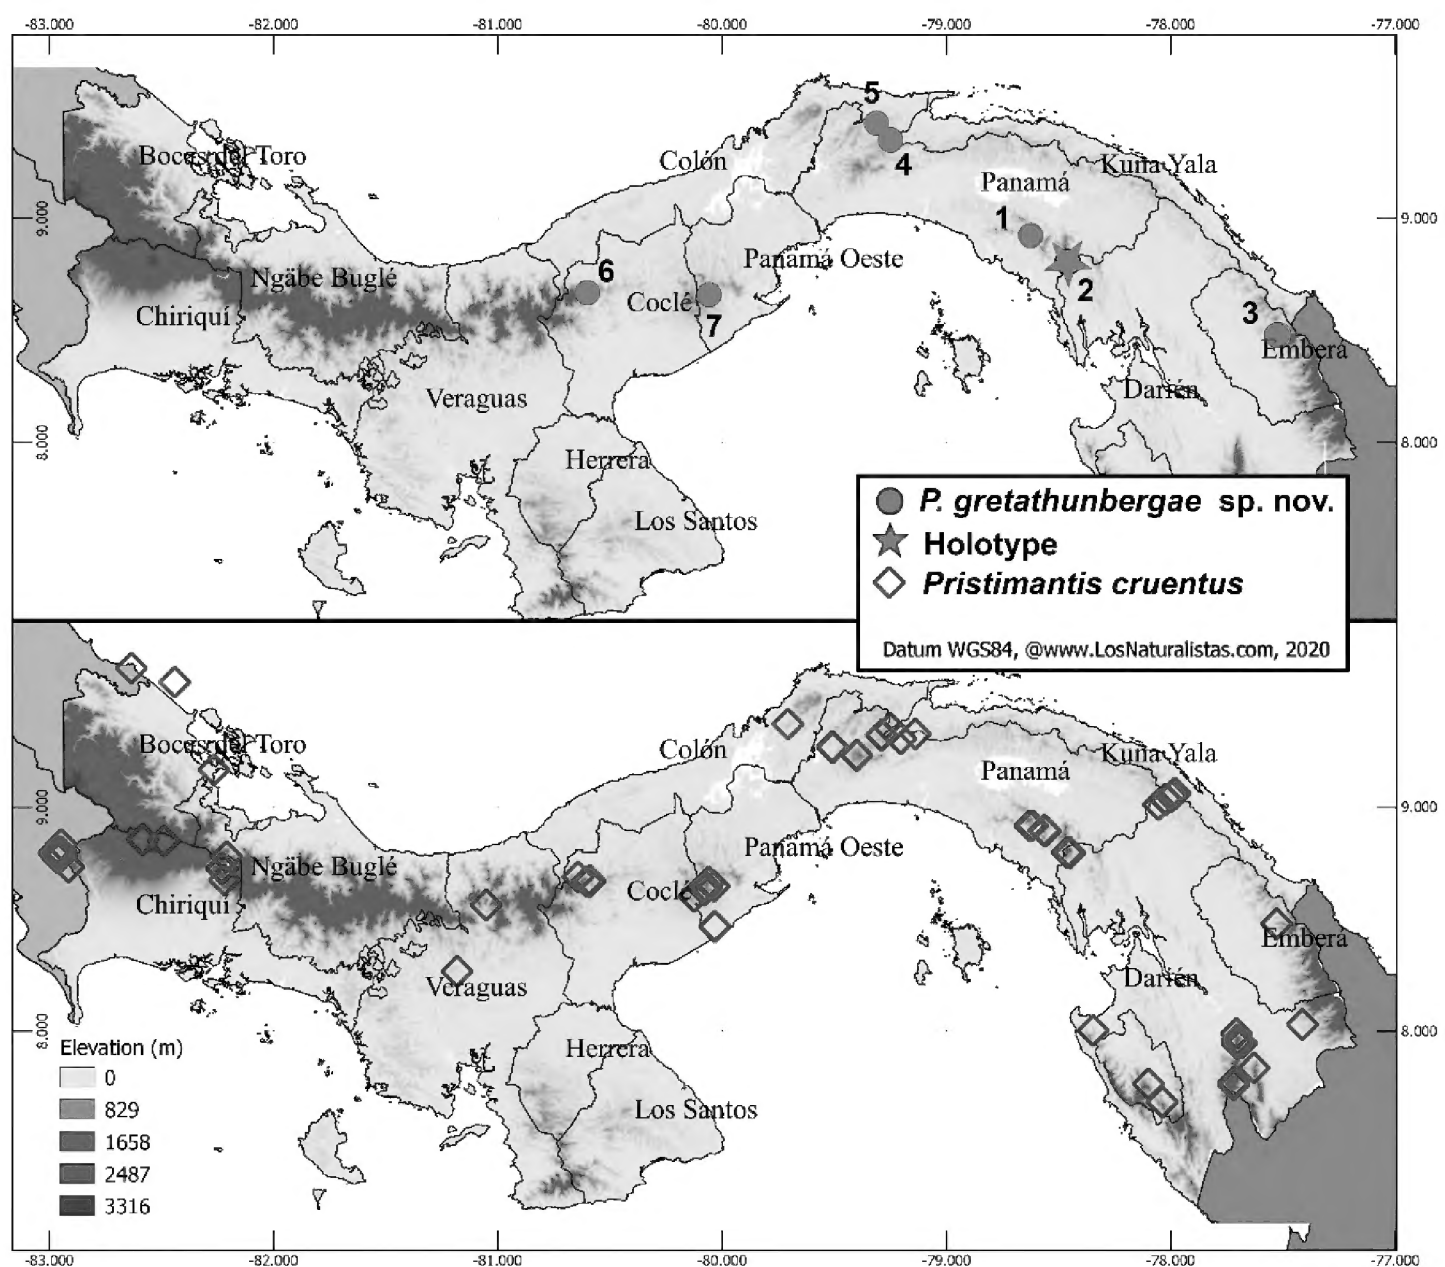 -83.000 -82.000 -81.000 -80.000 -79.000 -78.000 -77.000
5
Bocas del Toro
Colón
4
Kuna Yala
Panamá
9.000
1
9.000
Ngäbe Buglé
6
Panamá Oeste
Chiriquí
Coclé
7
2
3
Embera
Veraguas
Darién
8.000
8.000
Herrera
Los Santos
P. gretathunbergae sp. nov.
Holotype
Pristimantis cruentus
Datum WGS84, @www.LosNaturalistas.com, 2020
Bocas del Toro
Colón
Kuna Yala
Panamá
9.000
9.000
Ngäbe Buglé
Panamá Oeste
Chiriquí
Coclé
Embera
Veraguas
Darién
8.000
8.000
Elevation (m)
Herrera
0
829
Los Santos
1658
2487
3316
-83.000 -82.000 -81.000 -80.000 -79.000 -78.000 -77.000